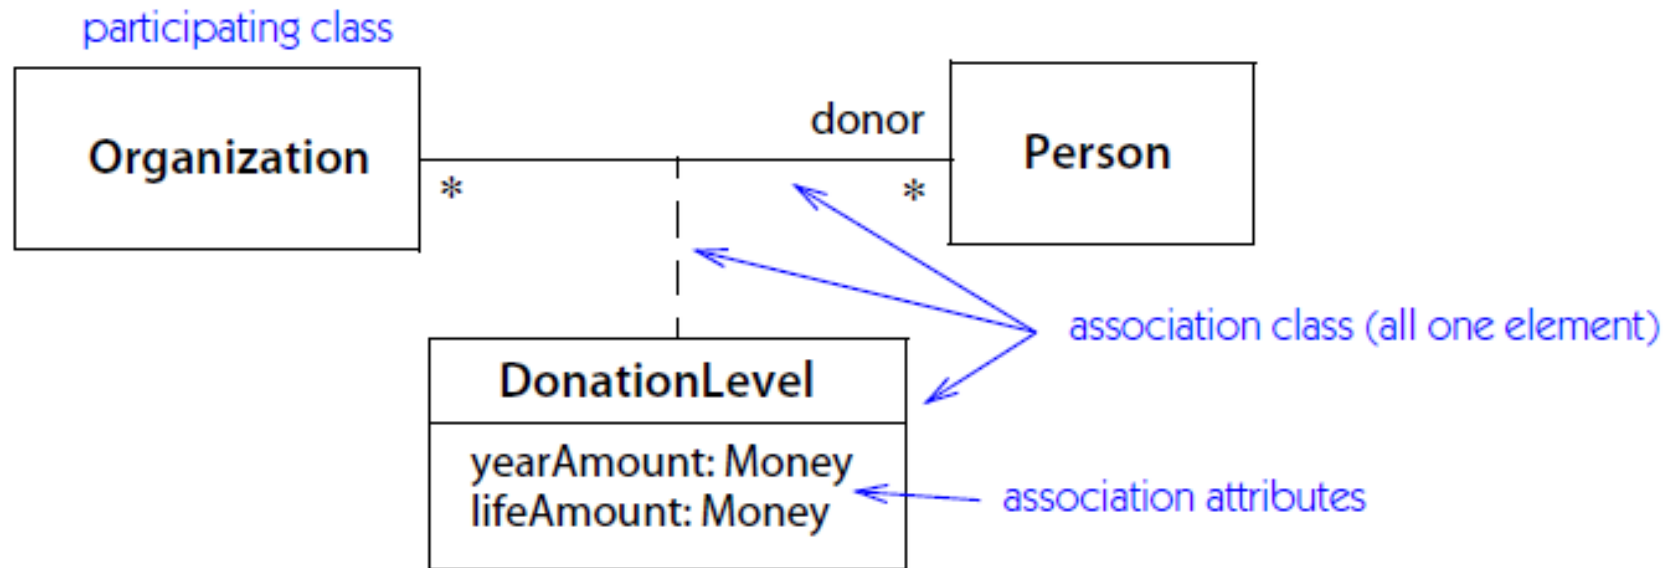 participating class
donor
Organization
Person
*
*
association class (all one element)
DonationLevel
yearAmount: Money
lifeAmount: Money
association attributes